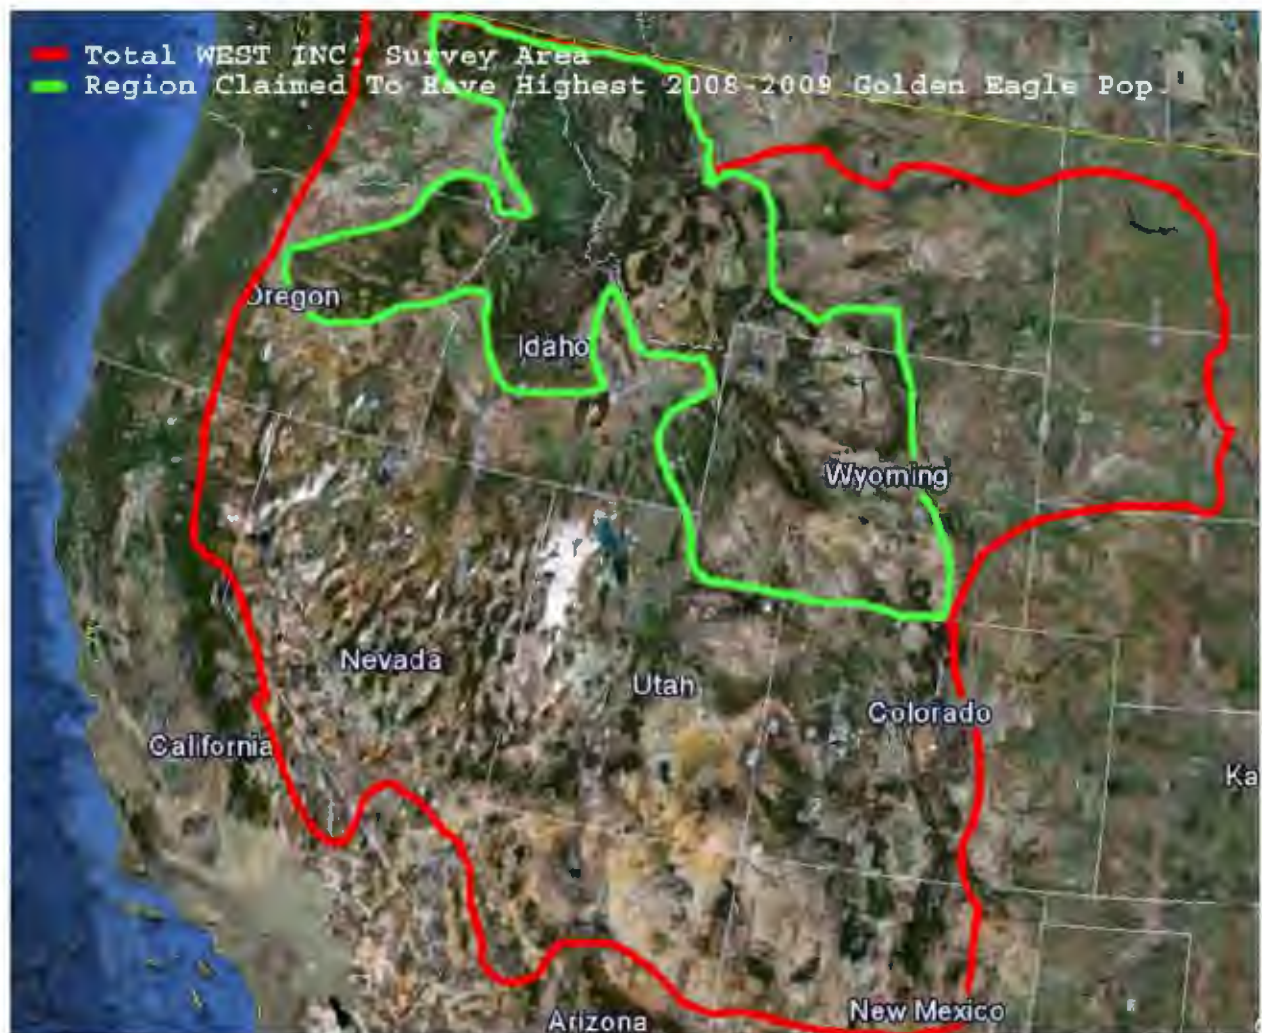 Total WEST INC. Survey Area
Region Claimed To Have Highest 2008-2009 Golden Eagle Pop.
Oregon
Idaho
Wyoming
Nevada
Utah
Colorado
California
Ka
New Mexico
Arizona